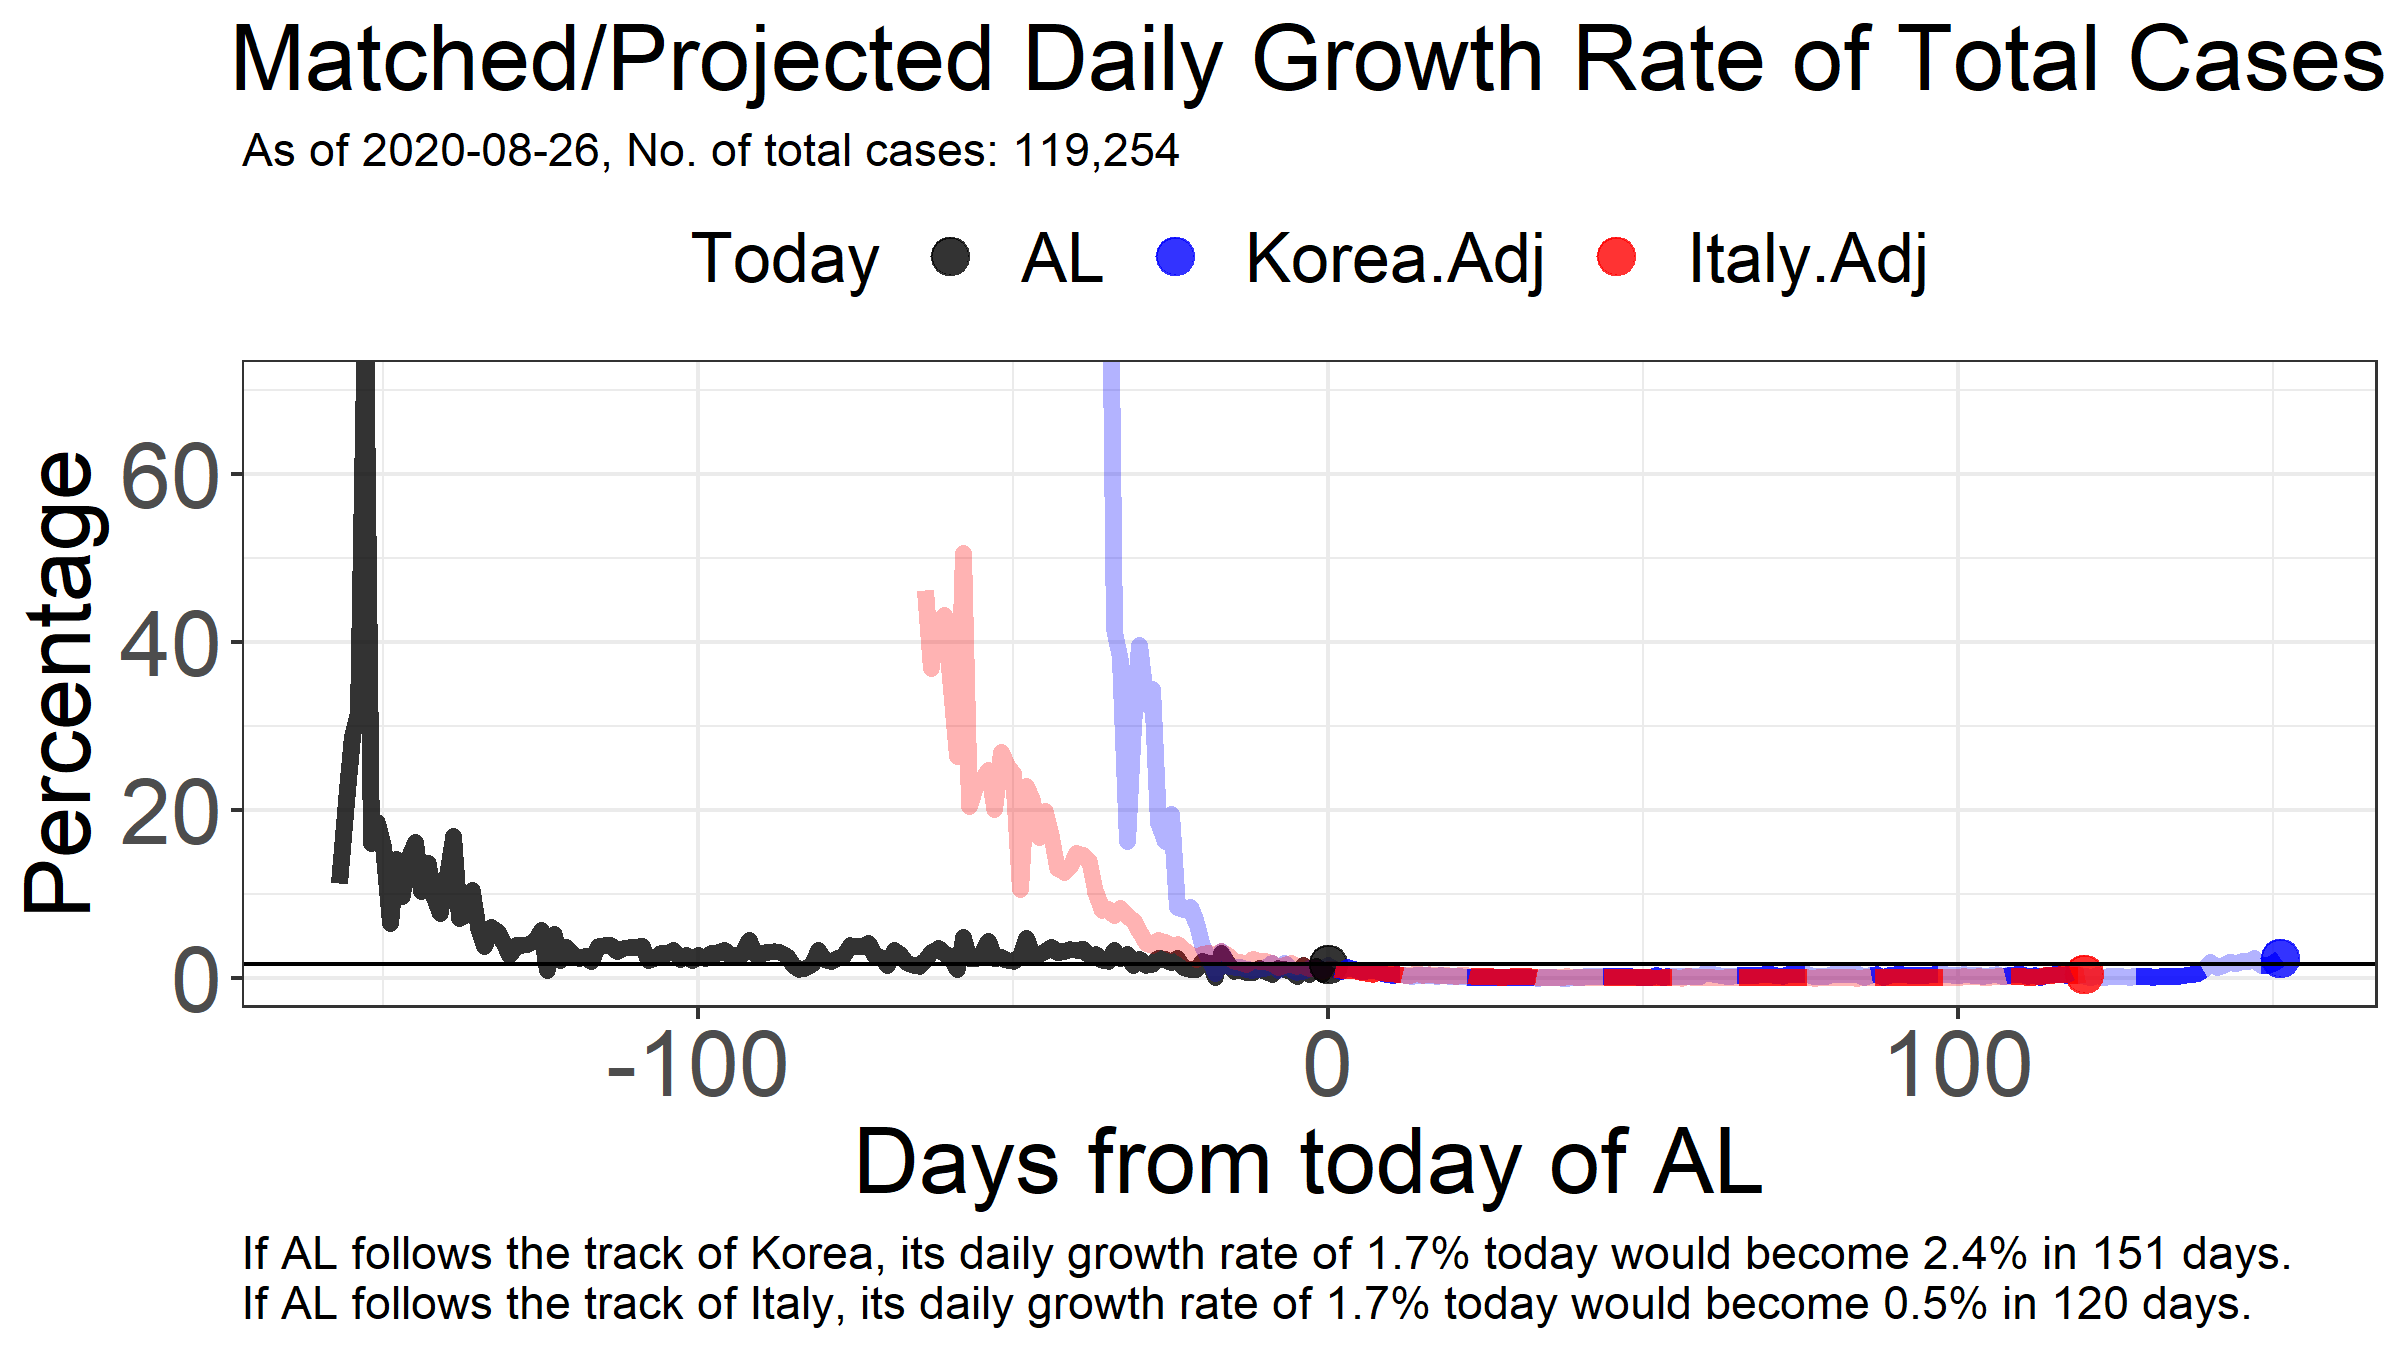 Matched/Projected Daily Growth Rate of Total Cases
As of 2020-08-26, No. of total cases: 119,254
Today AL Korea.Adj Italy.Adj
Percentage
60
40
20
0
-100 0 100
Days from today of AL
If AL follows the track of Korea, its daily growth rate of 1.7% today would become 2.4% in 151 days.
If AL follows the track of Italy, its daily growth rate of 1.7% today would become 0.5% in 120 days.